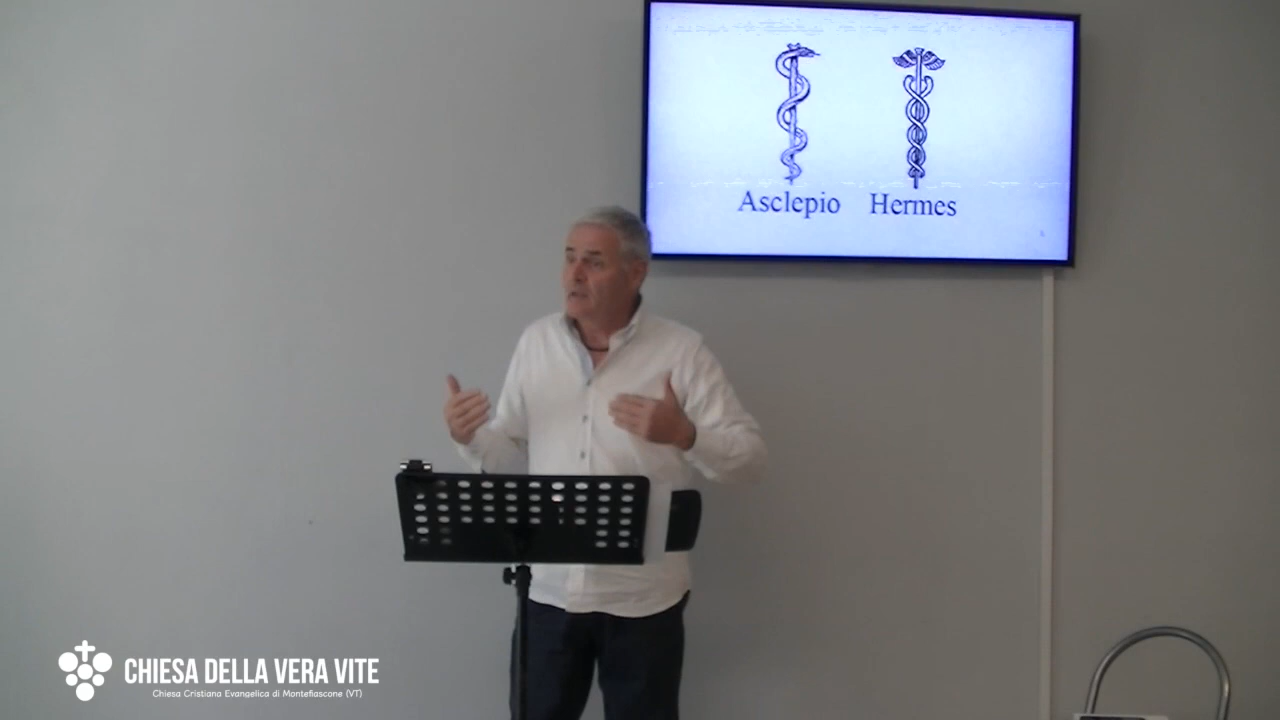 Asclepio Hermes
CHIESA DELLA VERA VITE
Chiesa Cristiana Evangelica di Montefiascone (VT)